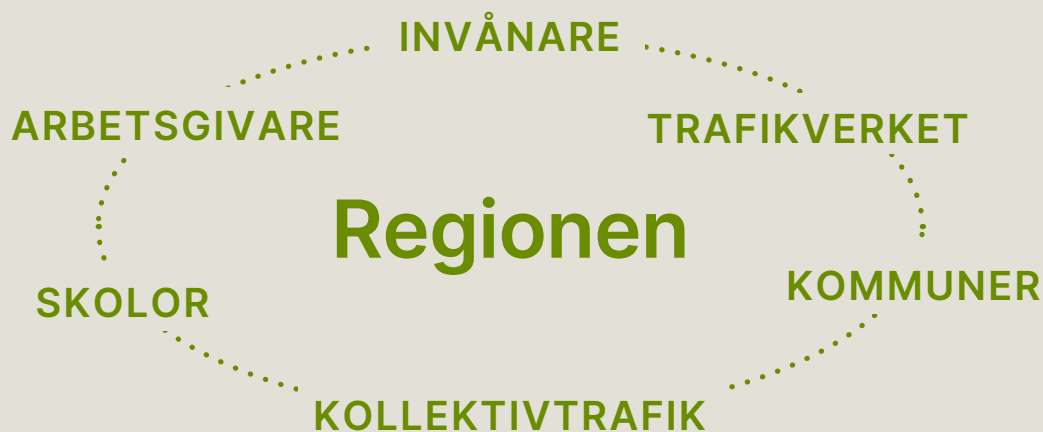 INVÅNARE
ARBETSGIVARE
TRAFIKVERKET
Regionen
KOMMUNER
SKOLOR
KOLLEKTIVTRAFIK